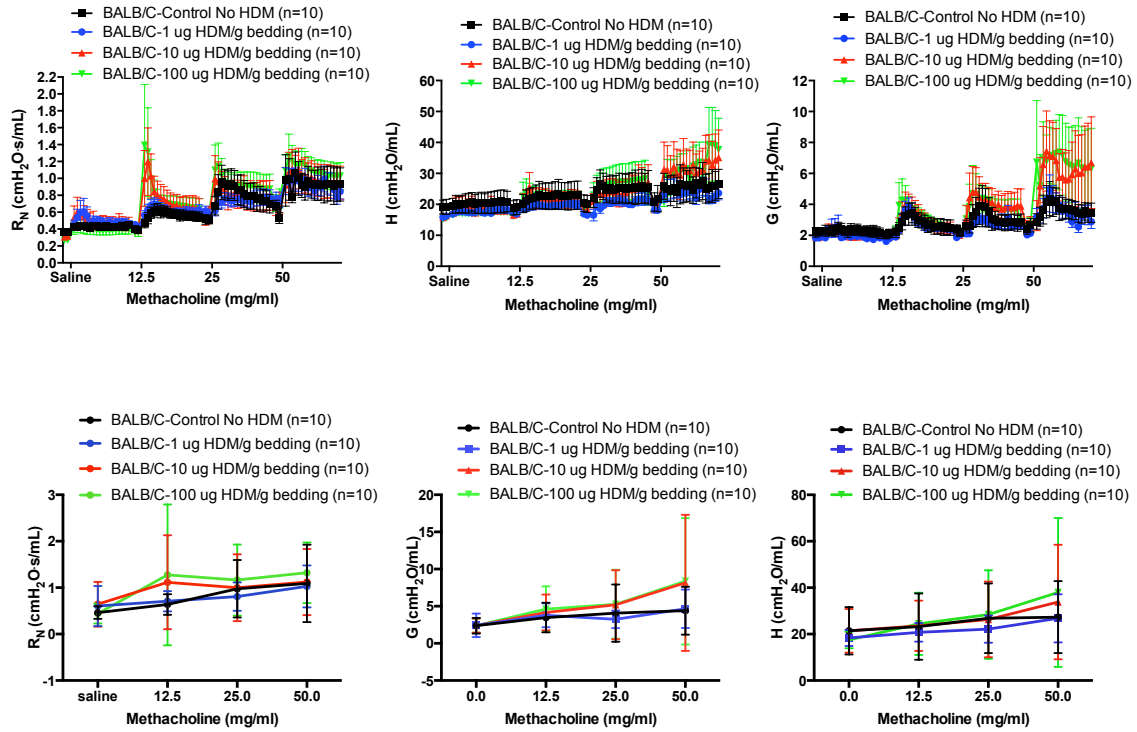 BALB/C-Control No HDM (n=10)
BALB/C-1 ug HDM/g bedding (n=10)
BALB/C-10 ug HDM/g bedding (n=10)
BALB/C-100 ug HDM/g bedding (n=10)
2.2
2.0
1.8
1.6
1.4
1.2
1.0
0.8
0.6
0.4
0.2
0.0
R_N (cmH₂O·s/mL)
Saline 12.5 25 50
Methacholine (mg/ml)
BALB/C-Control No HDM (n=10)
BALB/C-1 ug HDM/g bedding (n=10)
BALB/C-10 ug HDM/g bedding (n=10)
BALB/C-100 ug HDM/g bedding (n=10)
60
40
20
0
H (cmH₂O/mL)
Saline 12.5 25 50
Methacholine (mg/ml)
BALB/C-Control No HDM (n=10)
BALB/C-1 ug HDM/g bedding (n=10)
BALB/C-10 ug HDM/g bedding (n=10)
BALB/C-100 ug HDM/g bedding (n=10)
12
10
8
6
4
2
0
G (cmH₂O/mL)
Saline 12.5 25 50
Methacholine (mg/ml)
BALB/C-Control No HDM (n=10)
BALB/C-1 ug HDM/g bedding (n=10)
BALB/C-10 ug HDM/g bedding (n=10)
BALB/C-100 ug HDM/g bedding (n=10)
3
2
1
0
-1
R_N (cmH₂O·s/mL)
saline 12.5 25.0 50.0
Methacholine (mg/ml)
BALB/C-Control No HDM (n=10)
BALB/C-1 ug HDM/g bedding (n=10)
BALB/C-10 ug HDM/g bedding (n=10)
BALB/C-100 ug HDM/g bedding (n=10)
20
15
10
5
0
-5
G (cmH₂O/mL)
0.0 12.5 25.0 50.0
Methacholine (mg/ml)
BALB/C-Control No HDM (n=10)
BALB/C-1 ug HDM/g bedding (n=10)
BALB/C-10 ug HDM/g bedding (n=10)
BALB/C-100 ug HDM/g bedding (n=10)
80
60
40
20
0
H (cmH₂O/mL)
0.0 12.5 25.0 50.0
Methacholine (mg/ml)